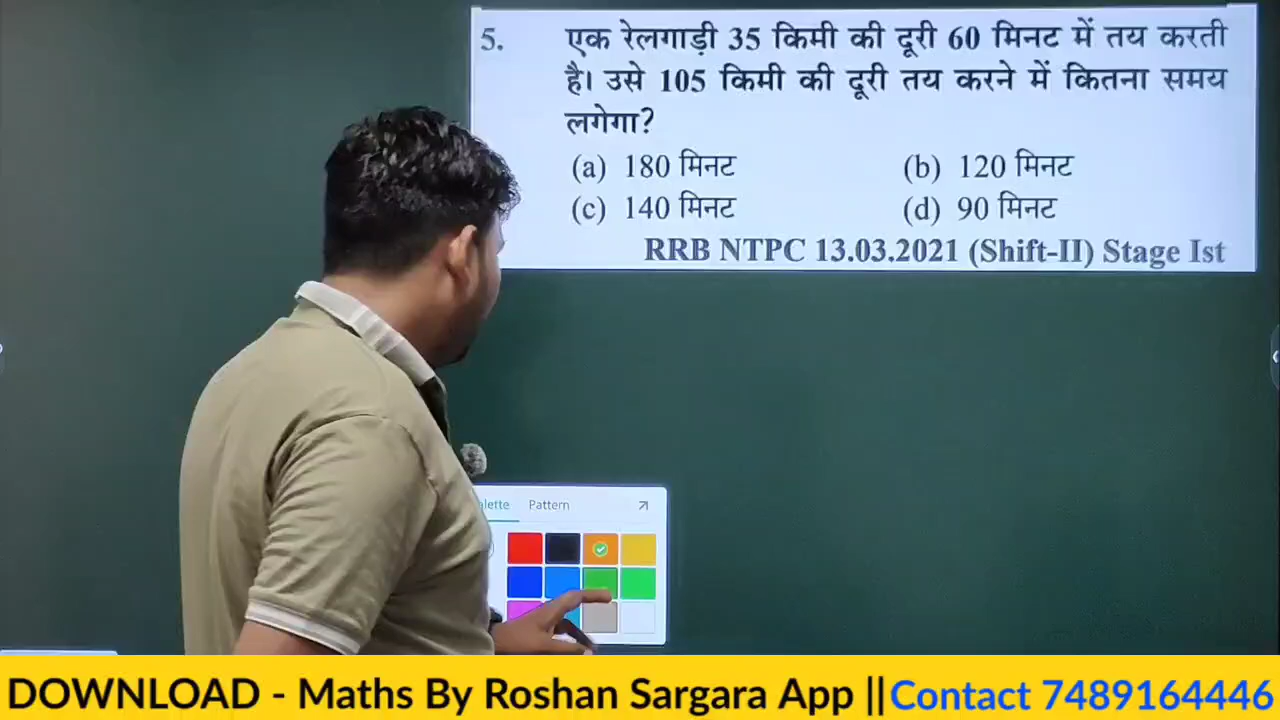 5. एक रेलगाड़ी 35 किमी की दूरी 60 मिनट में तय करती
है। उसे 105 किमी की दूरी तय करने में कितना समय
लगेगा?
(a) 180 मिनट (b) 120 मिनट
(c) 140 मिनट (d) 90 मिनट
RRB NTPC 13.03.2021 (Shift-II) Stage Ist
Pattern
DOWNLOAD - Maths By Roshan Sargara App ||Contact 7489164446